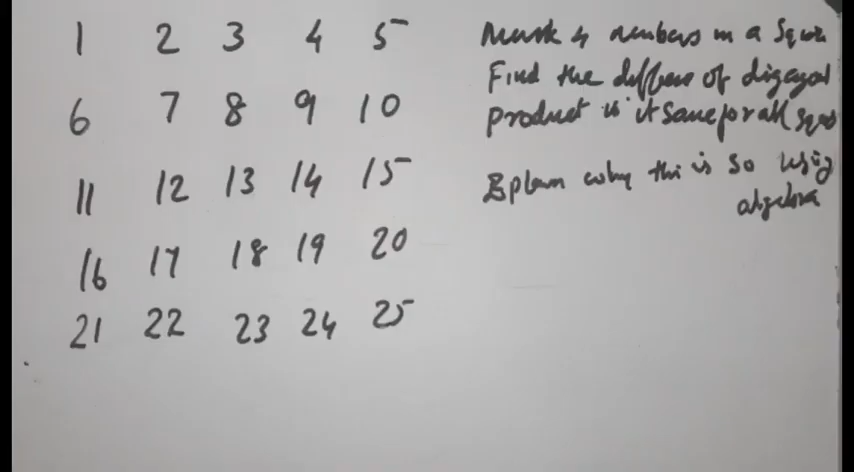 1 2 3 4 5
6 7 8 9 10
11 12 13 14 15
16 17 18 19 20
21 22 23 24 25
Mark 4 numbers in a
Find the of
product is it same for all
why this is so using
algebra